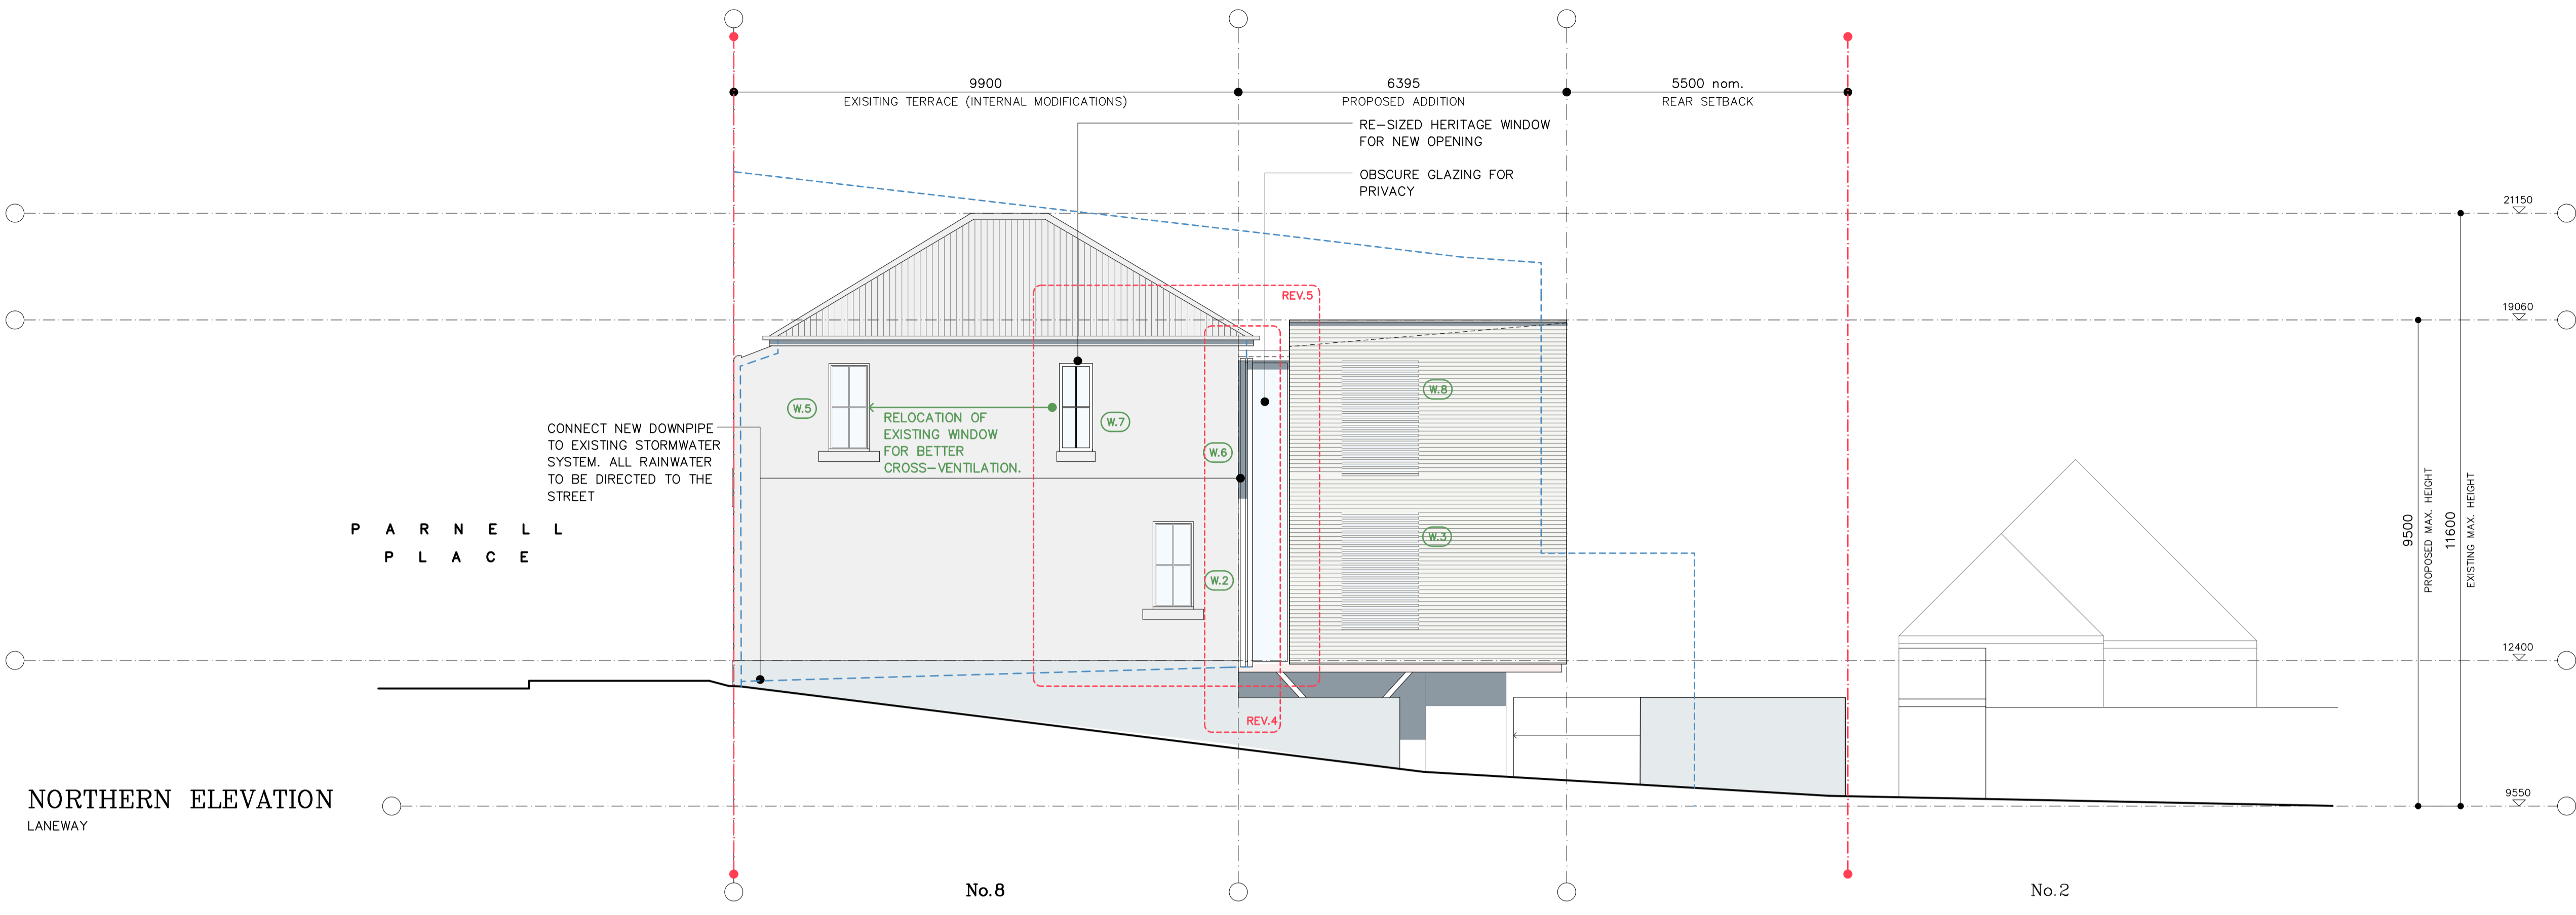 9900
EXISITING TERRACE (INTERNAL MODIFICATIONS)
6395
PROPOSED ADDITION
5500 nom.
REAR SETBACK
RE-SIZED HERITAGE WINDOW
FOR NEW OPENING
OBSCURE GLAZING FOR
PRIVACY
21150
REV.5
19060
W.8
W.5
RELOCATION OF
EXISTING WINDOW
FOR BETTER
CROSS-VENTILATION.
W.7
CONNECT NEW DOWNPIPE
TO EXISTING STORMWATER
SYSTEM. ALL RAINWATER
TO BE DIRECTED TO THE
STREET
W.6
PARNELL
PLACE
W.3
W.2
9500
PROPOSED MAX. HEIGHT
11600
EXISTING MAX. HEIGHT
12400
REV.4
NORTHERN ELEVATION
LANEWAY
9550
No.8
No.2